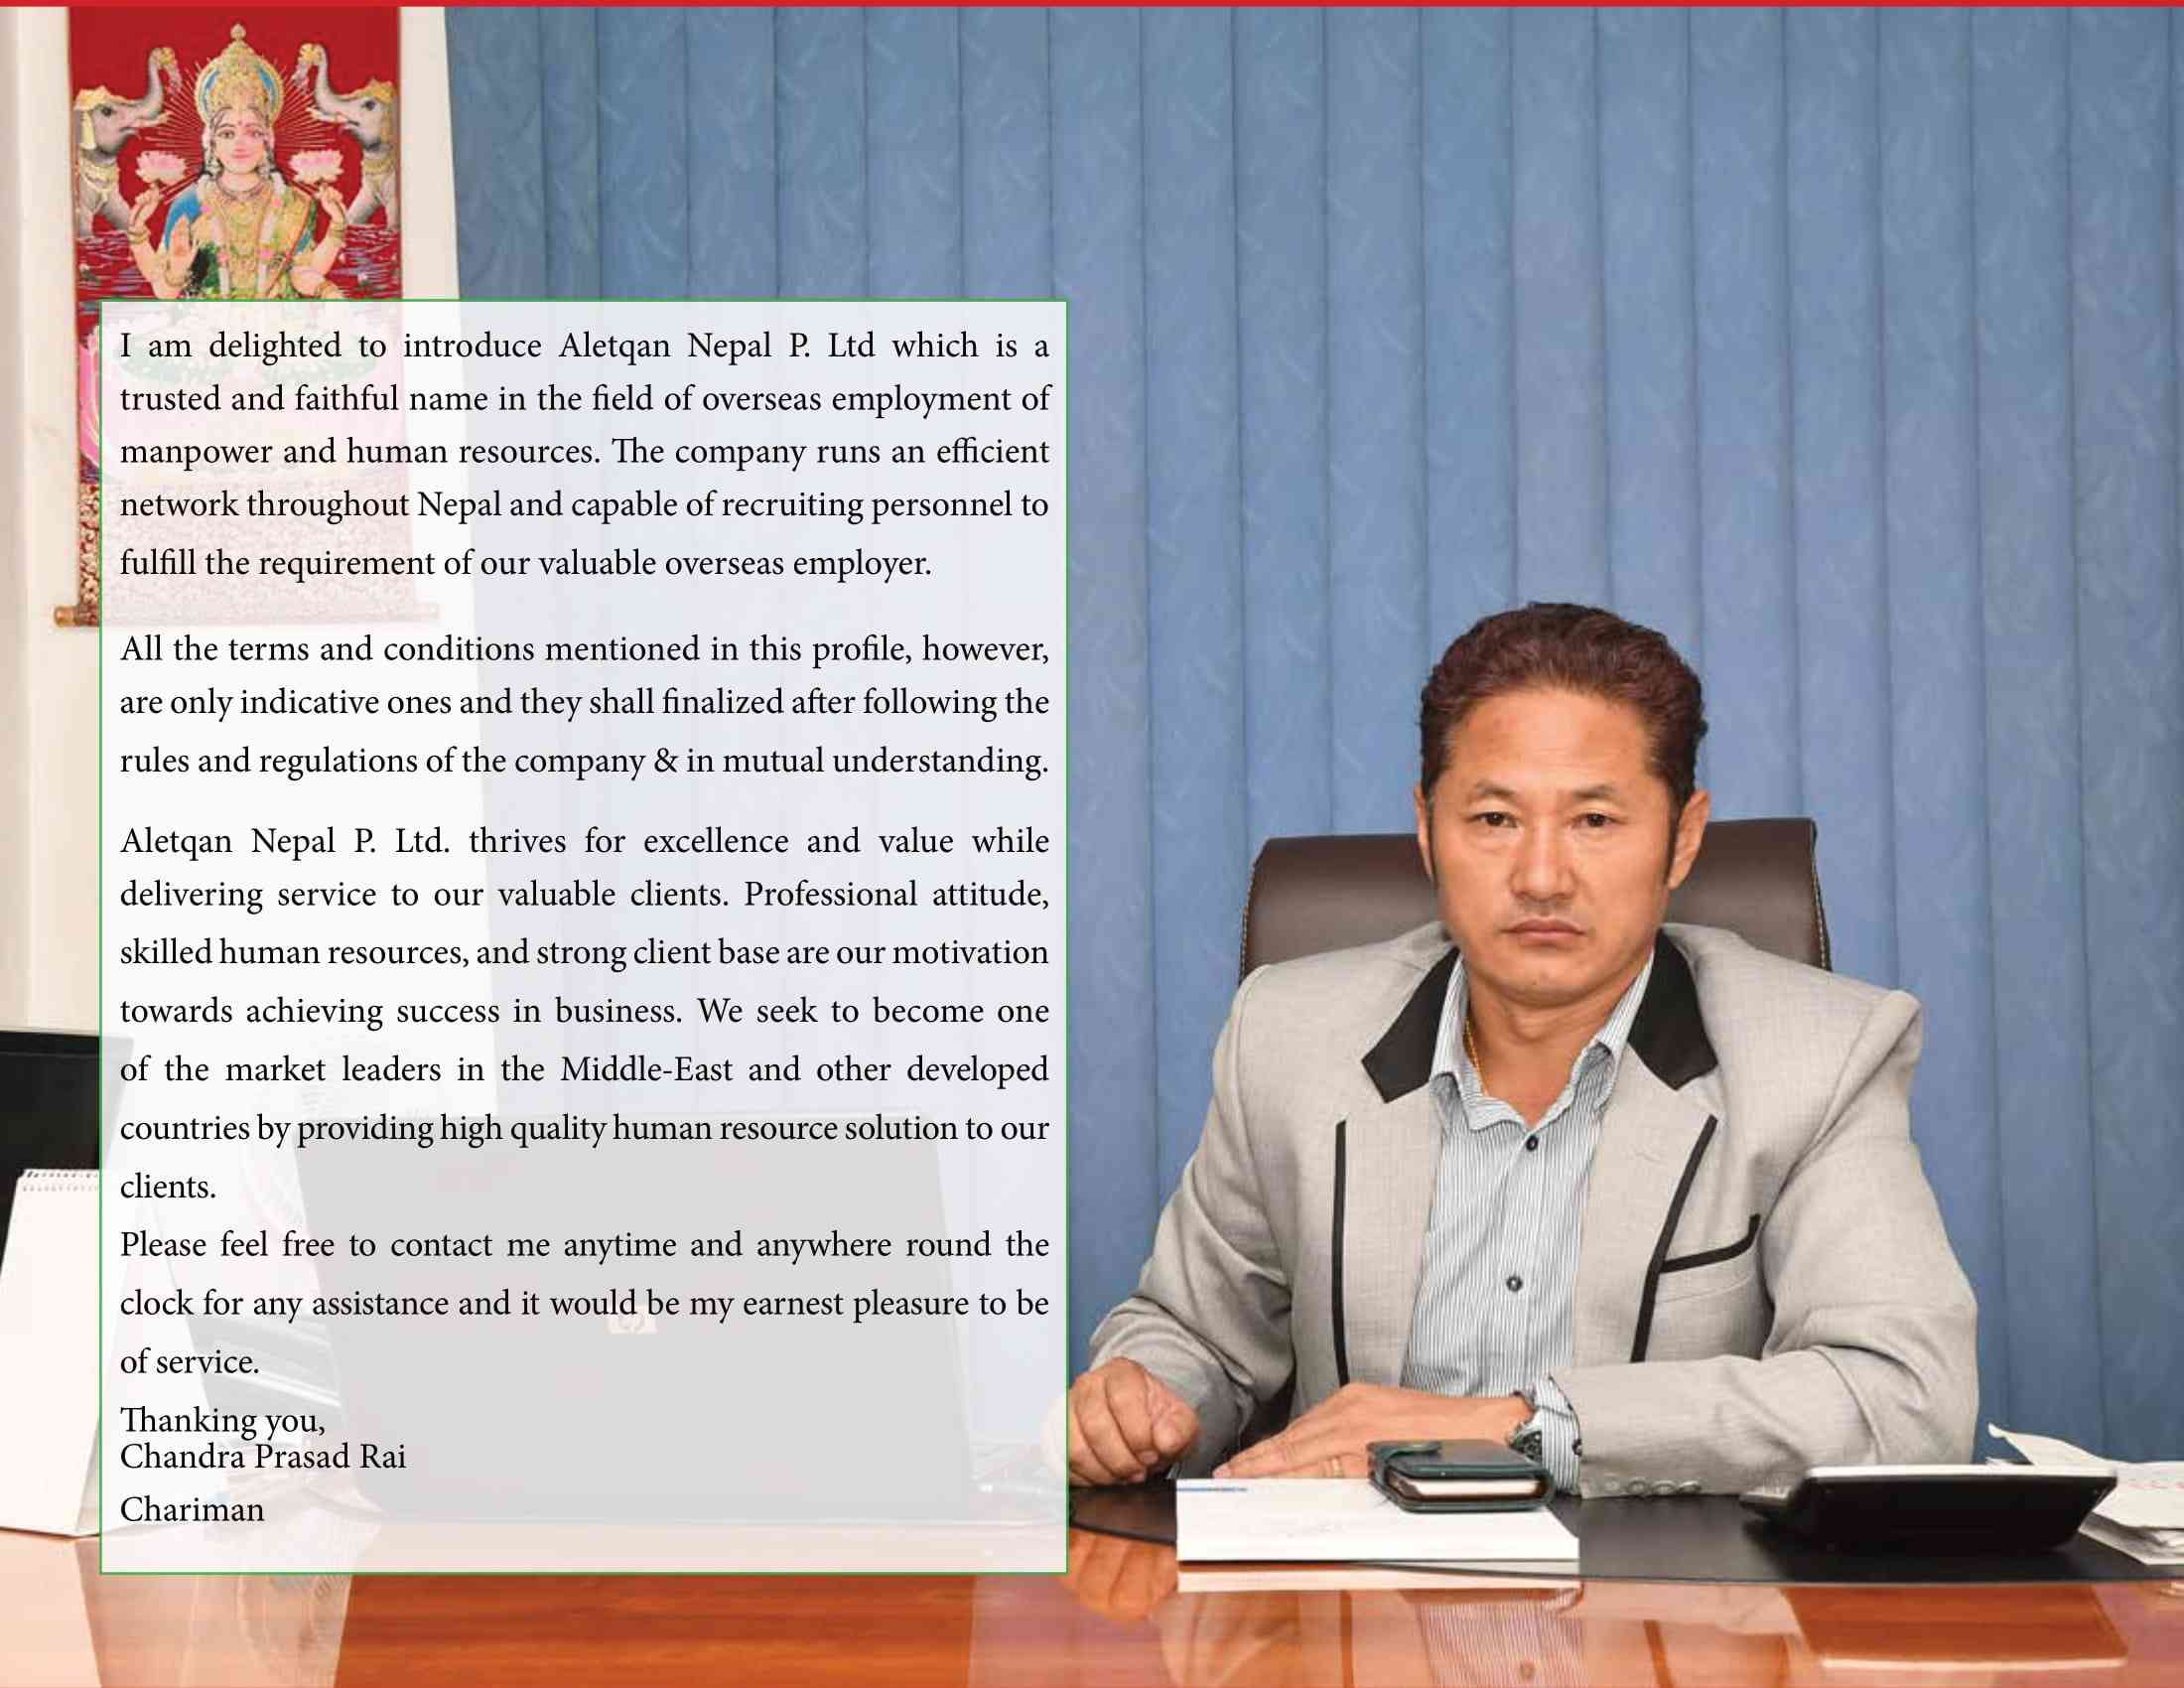 I am delighted to introduce Aletqan Nepal P. Ltd which is a
trusted and faithful name in the field of overseas employment of
manpower and human resources. The company runs an efficient
network throughout Nepal and capable of recruiting personnel to
fulfill the requirement of our valuable overseas employer.
All the terms and conditions mentioned in this profile, however,
are only indicative ones and they shall finalized after following the
rules and regulations of the company & in mutual understanding.
Aletqan Nepal P. Ltd. thrives for excellence and value while
delivering service to our valuable clients. Professional attitude,
skilled human resources, and strong client base are our motivation
towards achieving success in business. We seek to become one
of the market leaders in the Middle-East and other developed
countries by providing high quality human resource solution to our
clients.
Please feel free to contact me anytime and anywhere round the
clock for any assistance and it would be my earnest pleasure to be
of service.
Thanking you,
Chandra Prasad Rai
Chariman